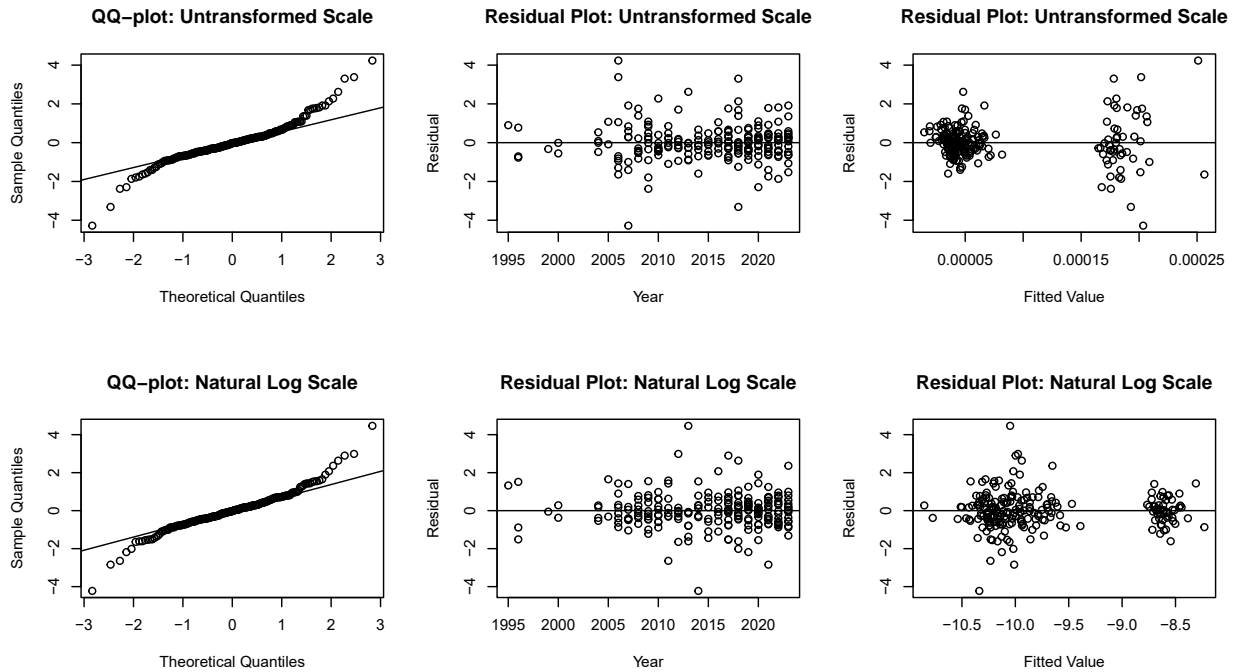 QQ−plot: Untransformed Scale
Sample Quantiles
4
2
0
−2
−4
−3 −2 −1 0 1 2 3
Theoretical Quantiles
Residual Plot: Untransformed Scale
Residual
4
2
0
−2
−4
1995 2000 2005 2010 2015 2020
Year
Residual Plot: Untransformed Scale
Residual
4
2
0
−2
−4
0.00005 0.00015 0.00025
Fitted Value
QQ−plot: Natural Log Scale
Sample Quantiles
4
2
0
−2
−4
−3 −2 −1 0 1 2 3
Theoretical Quantiles
Residual Plot: Natural Log Scale
Residual
4
2
0
−2
−4
1995 2000 2005 2010 2015 2020
Year
Residual Plot: Natural Log Scale
Residual
4
2
0
−2
−4
−10.5 −10.0 −9.5 −9.0 −8.5
Fitted Value